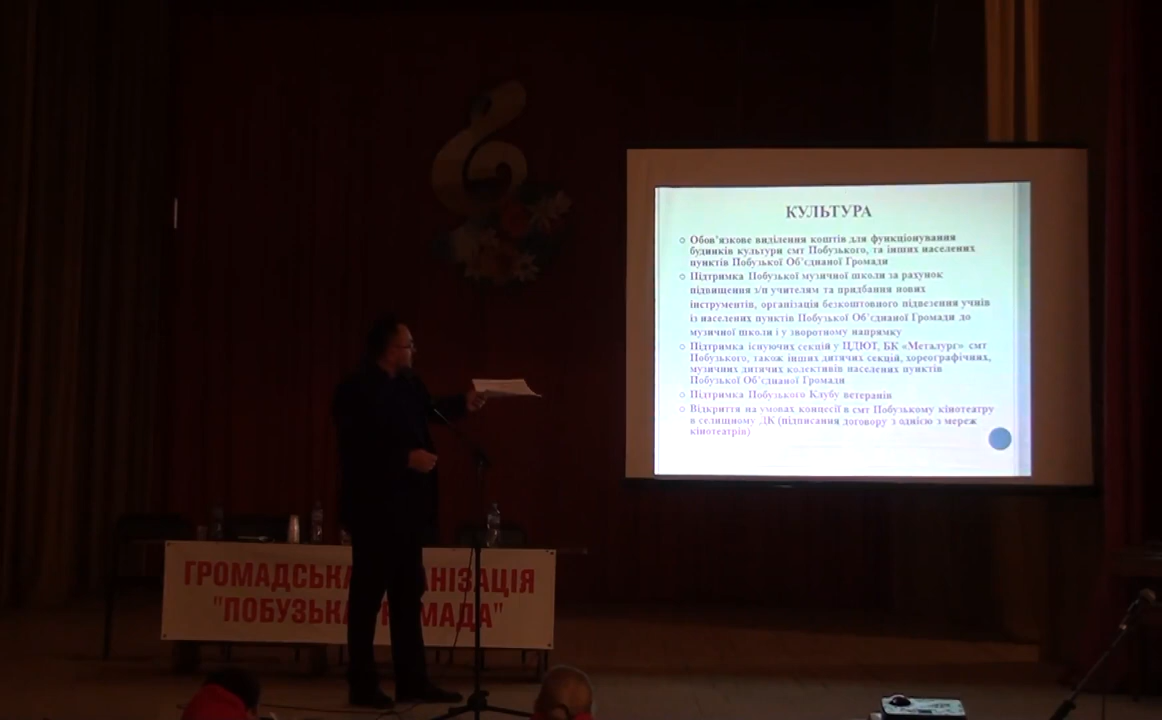 КУЛЬТУРА
Обов'язкове виділення коштів для функціонування
будинків культури смт Побузького, та інших населених
пунктів Побузької Об'єднаної Громади
Підтримка Побузької музичної школи за рахунок
підвищення з/п учителям та придбання нових
інструментів, організація безкоштовного підвезення учнів
із населених пунктів Побузької Об'єднаної Громади до
музичної школи і у зворотному напрямку
Підтримка існуючих секцій у ЦДЮТ, БК «Металург» смт
Побузького, також інших дитячих секцій, хореографічних,
музичних дитячих колективів населених пунктів
Побузької Об'єднаної Громади
Підтримка Побузького Клубу ветеранів
Відкриття на умовах концесії в смт Побузькому кінотеатру
в селищному ДК (підписання договору з однією з мереж
кінотеатрів)
ГРОМАДСЬКА АНІЗАЦІЯ
"ПОБУЗЬКА ГРОМАДА"